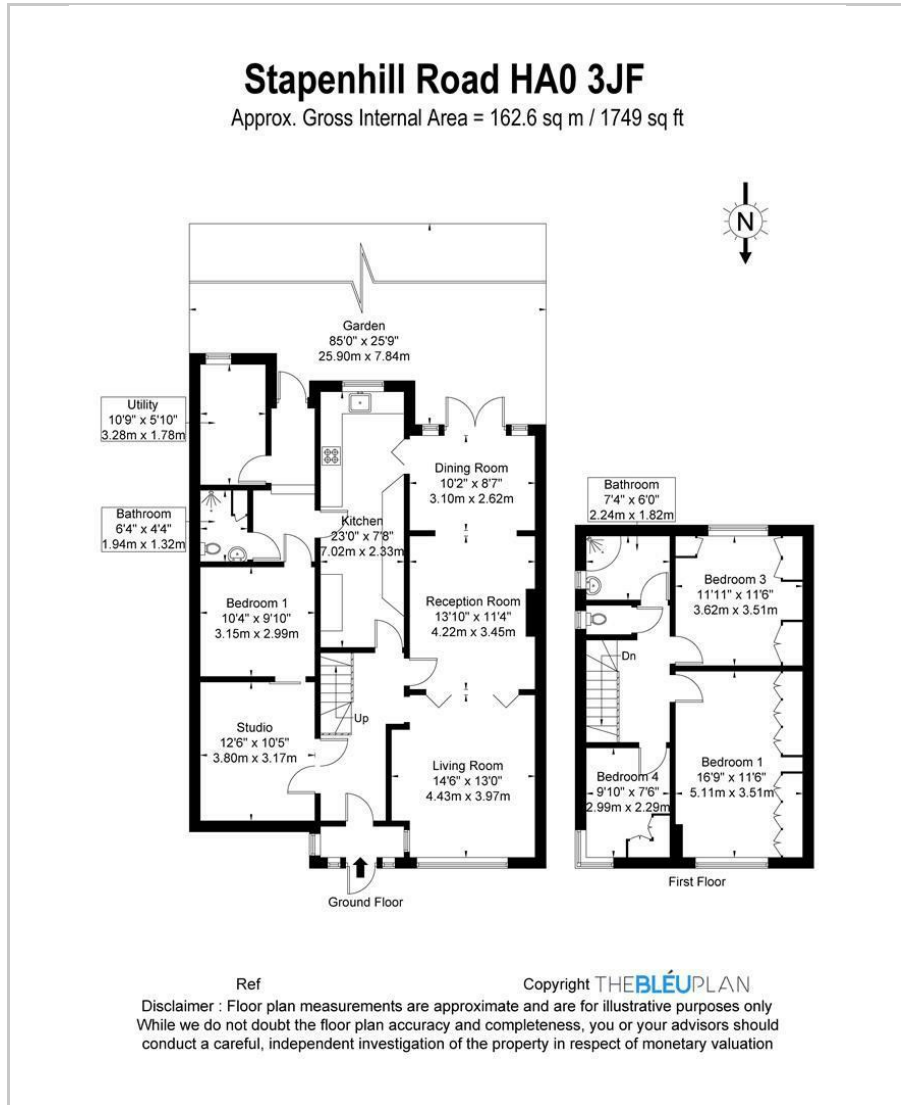 Stapenhill Road HA0 3JF
Approx. Gross Internal Area = 162.6 sq m / 1749 sq ft
N
Garden
85'0" x 25'9"
25.90m x 7.84m
Utility
10'9" x 5'10"
3.28m x 1.78m
Dining Room
10'2" x 8'7"
3.10m x 2.62m
Bathroom
6'4" x 4'4"
1.94m x 1.32m
Kitchen
23'0" x 7'8"
7.02m x 2.33m
Bedroom 1
10'4" x 9'10"
3.15m x 2.99m
Reception Room
13'10" x 11'4"
4.22m x 3.45m
Up
Studio
12'6" x 10'5"
3.80m x 3.17m
Living Room
14'6" x 13'0"
4.43m x 3.97m
Ground Floor
Bathroom
7'4" x 6'0"
2.24m x 1.82m
Bedroom 3
11'11" x 11'6"
3.62m x 3.51m
Dn
Bedroom 4
9'10" x 7'6"
2.99m x 2.29m
Bedroom 1
16'9" x 11'6"
5.11m x 3.51m
First Floor
Ref
Copyright THEBLÉUPLAN
Disclaimer : Floor plan measurements are approximate and are for illustrative purposes only
While we do not doubt the floor plan accuracy and completeness, you or your advisors should
conduct a careful, independent investigation of the property in respect of monetary valuation